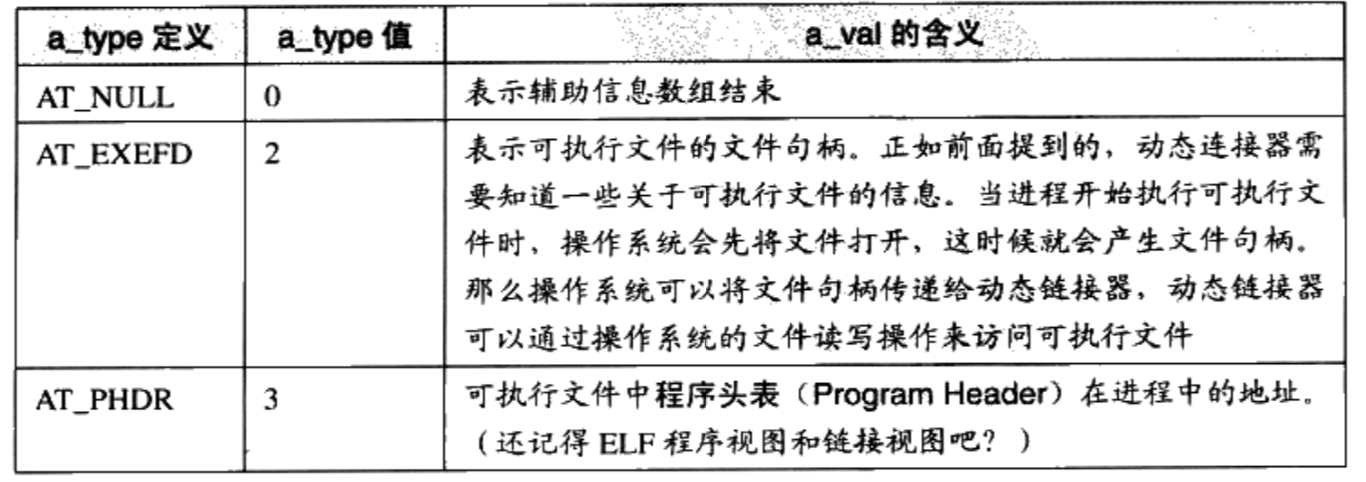 a_type 定义 a_type 值 a_val 的含义
AT_NULL 0 表示辅助信息数组结束
AT_EXEFD 2 表示可执行文件的文件句柄。正如前面提到的，动态连接器需
要知道一些关于可执行文件的信息。当进程开始执行可执行文
件时，操作系统会先将文件打开，这时候就会产生文件句柄。
那么操作系统可以将文件句柄传递给动态链接器，动态链接器
可以通过操作系统的文件读写操作来访问可执行文件
AT_PHDR 3 可执行文件中程序头表（Program Header）在进程中的地址。
（还记得 ELF 程序视图和链接视图吧？）